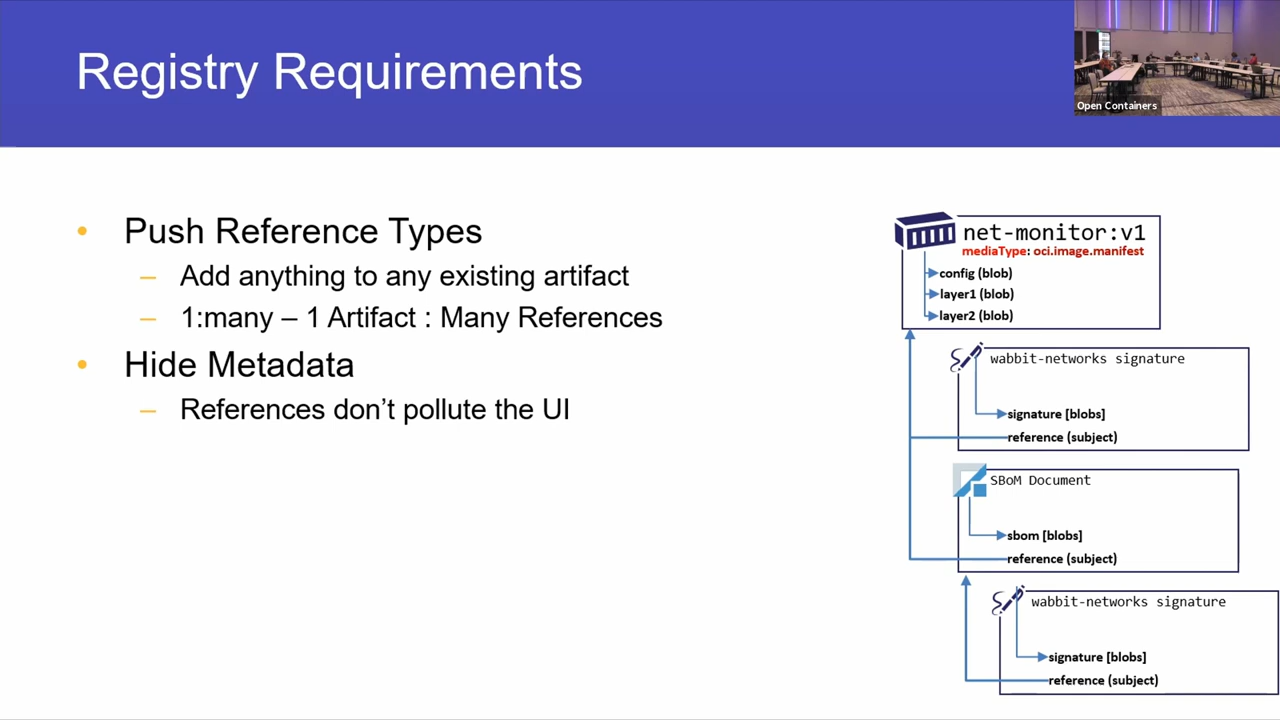 Registry Requirements
Open Containers
• Push Reference Types
– Add anything to any existing artifact
– 1:many – 1 Artifact : Many References
• Hide Metadata
– References don’t pollute the UI
net-monitor:v1
mediaType: oci.image.manifest
config (blob)
layer1 (blob)
layer2 (blob)
wabbit-networks signature
signature [blobs]
reference (subject)
SBoM Document
sbom [blobs]
reference (subject)
wabbit-networks signature
signature [blobs]
reference (subject)